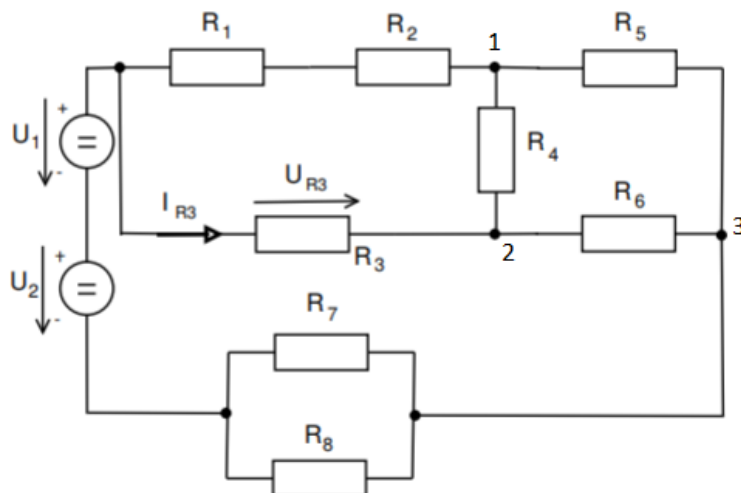 R1
R2
1
R5
+
U1
=
-
R4
UR3
IR3
R6
3
2
R3
+
U2
=
-
R7
R8